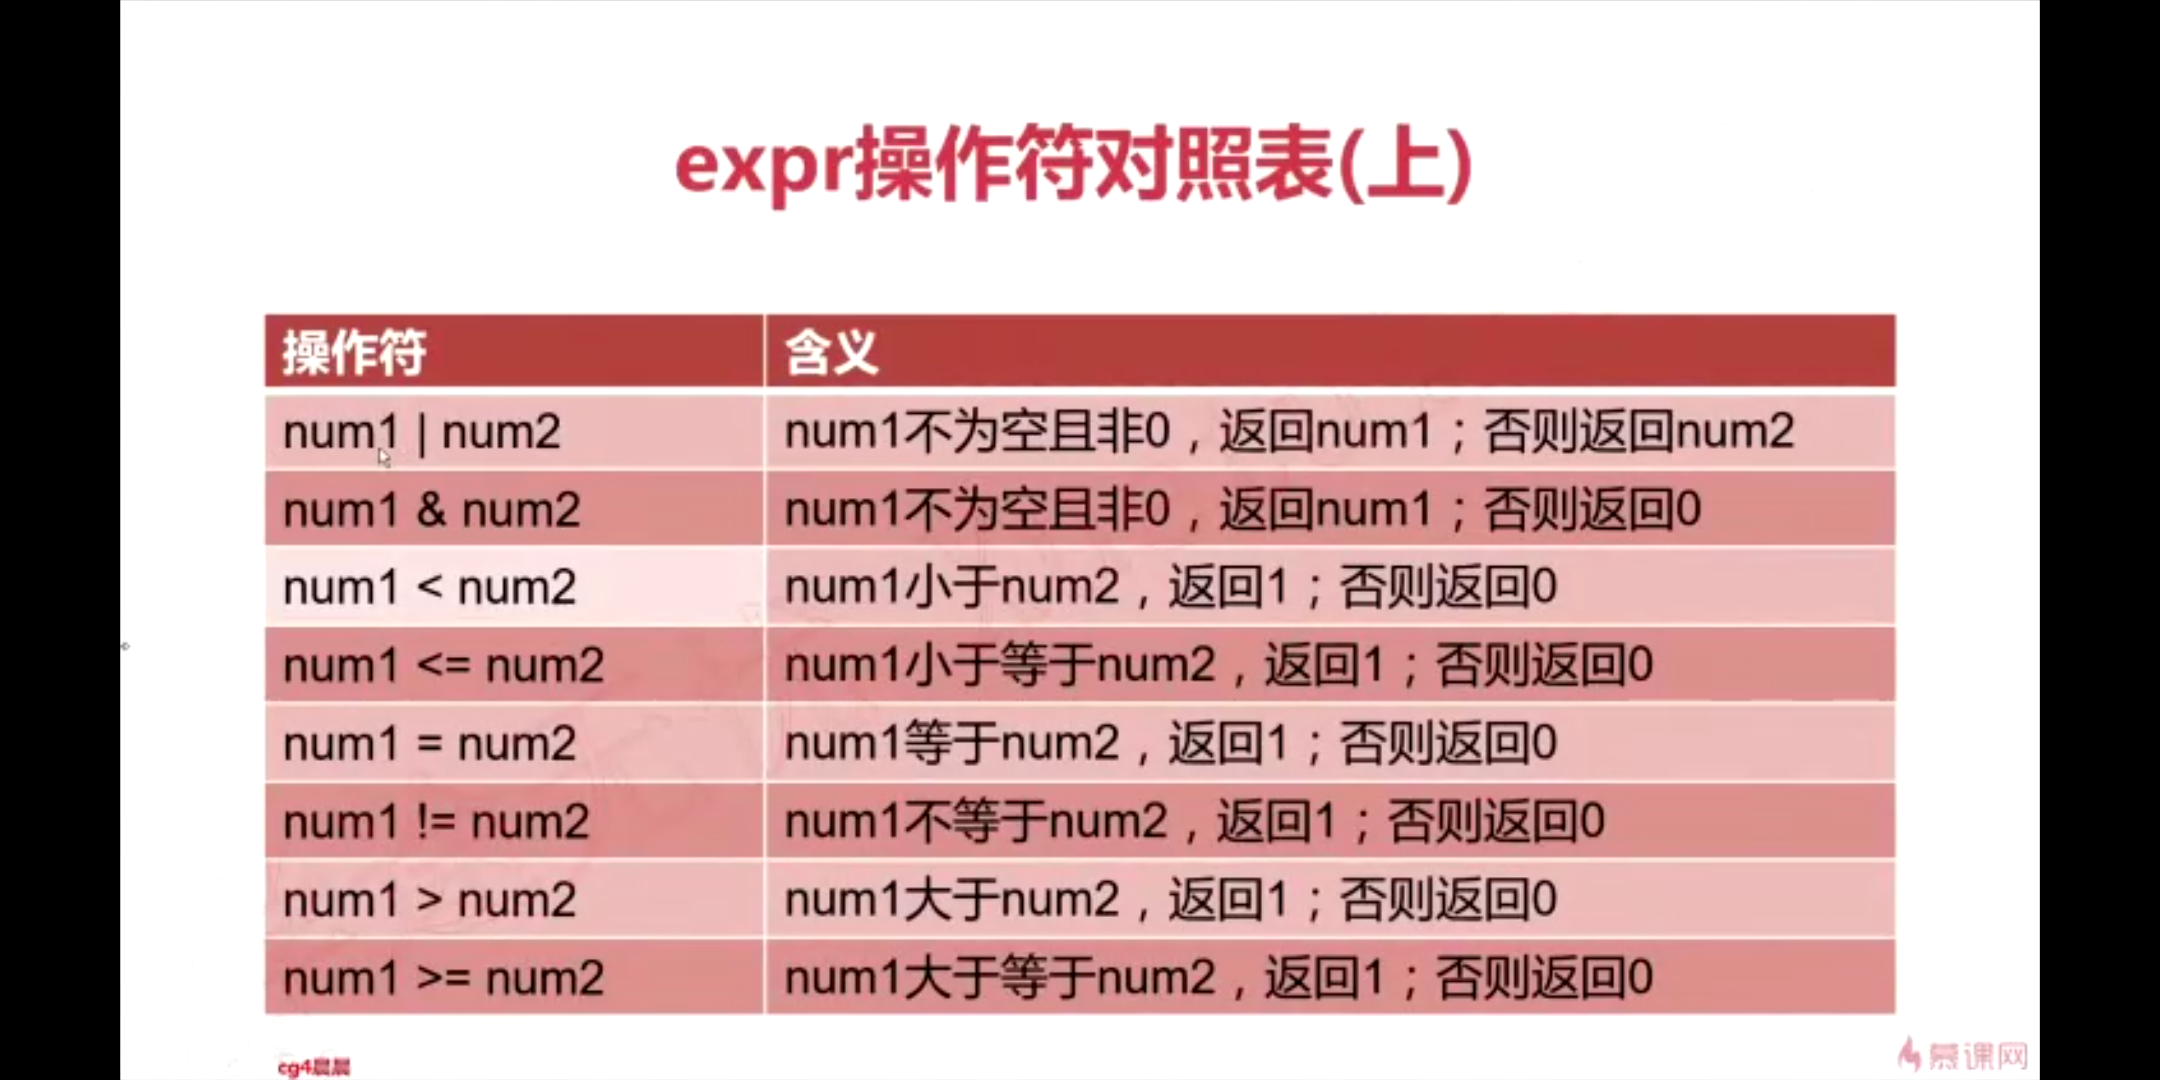 expr操作符对照表(上)
操作符 含义
num1 | num2 num1不为空且非0，返回num1；否则返回num2
num1 & num2 num1不为空且非0，返回num1；否则返回0
num1 < num2 num1小于num2，返回1；否则返回0
num1 <= num2 num1小于等于num2，返回1；否则返回0
num1 = num2 num1等于num2，返回1；否则返回0
num1 != num2 num1不等于num2，返回1；否则返回0
num1 > num2 num1大于num2，返回1；否则返回0
num1 >= num2 num1大于等于num2，返回1；否则返回0
cg4晨晨
慕课网